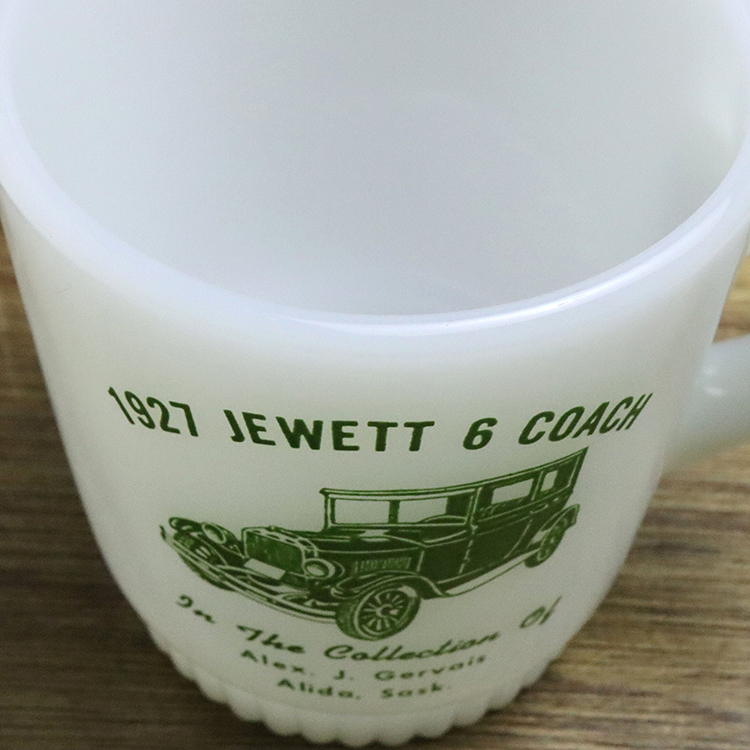 1927 JEWETT 6 COACH
In The Collection Of
Alex. J. Gervais
Alida, Sask.